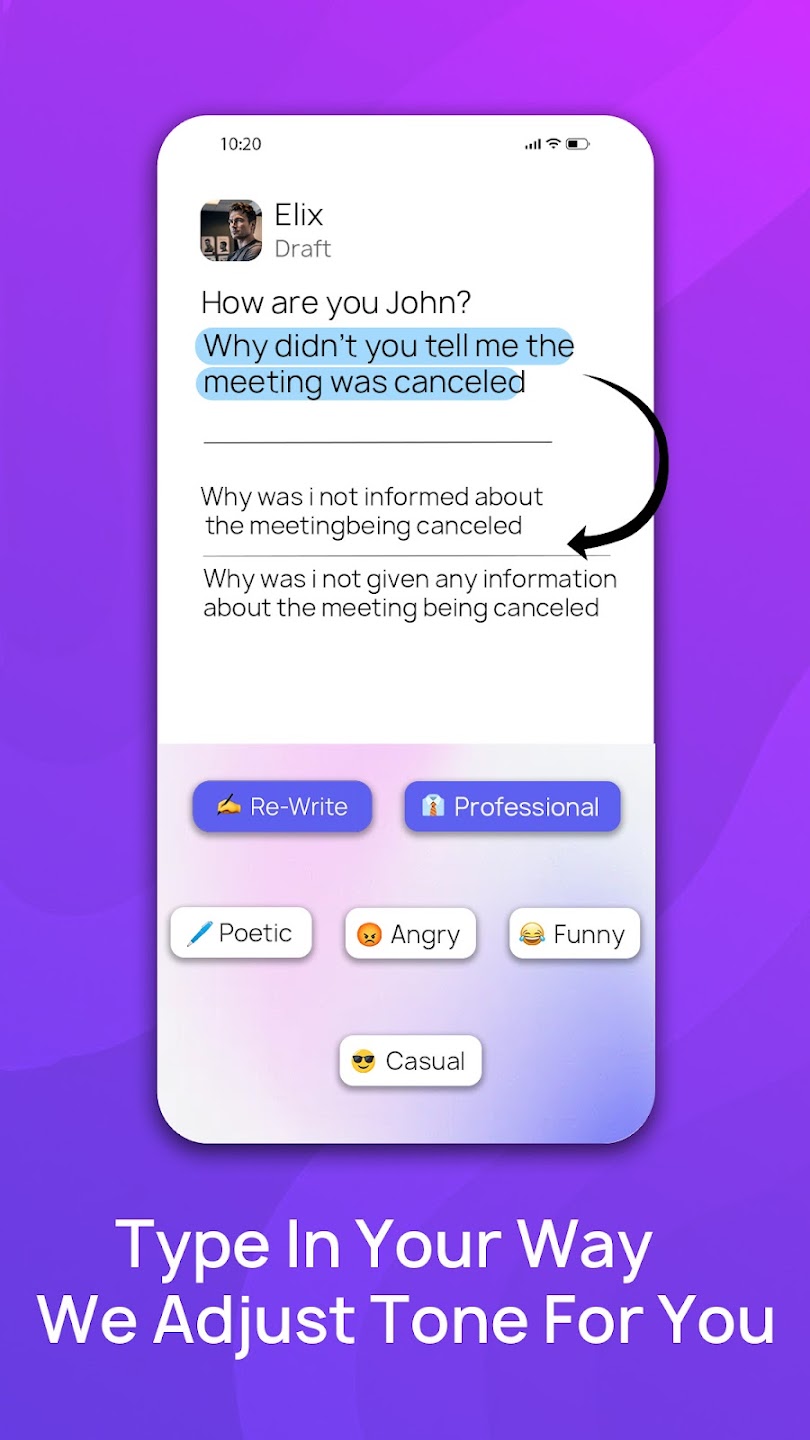 10:20
Elix
Draft
How are you John?
Why didn't you tell me the
meeting was canceled
Why was i not informed about
the meetingbeing canceled
Why was i not given any information
about the meeting being canceled
Re-Write
Professional
Poetic
Angry
Funny
Casual
Type In Your Way
We Adjust Tone For You